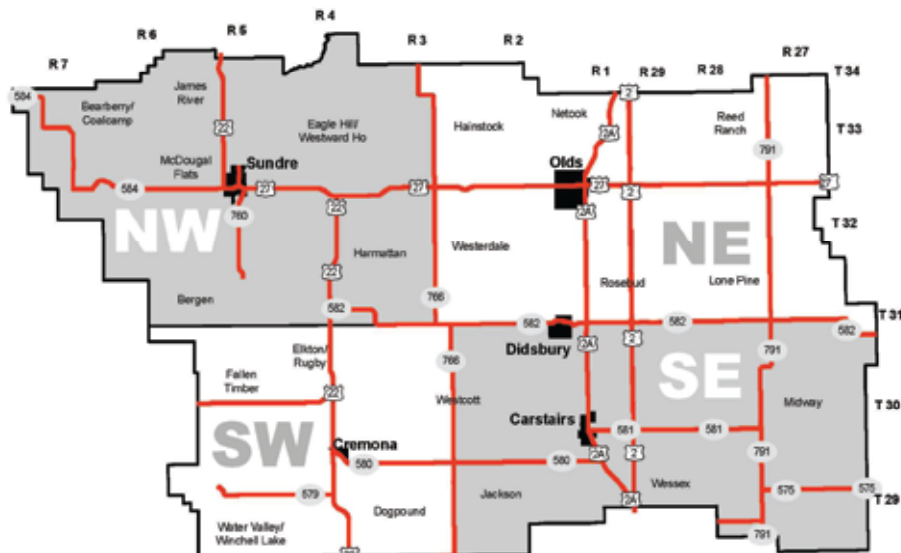 R 4
R 6
R 5
R 3
R 2
R 27
R 7
R 1
R 29
R 28
T 34
584
Bearberry/
Coalcamp
James
River
2
22
Eagle Hill/
Westward Ho
Hainstock
Netook
2A
Reed
Ranch
T 33
791
McDougal
Flats
Sundre
Olds
584
27
27
27
2
27
760
22
2A
T 32
NW
NE
Harmattan
Westerdale
22
Rosebud
Lone Pine
Bergen
766
582
T 31
582
582
582
Elkton/
Rugby
Didsbury
2A
2
791
766
SE
Fallen
Timber
22
Westcott
Midway
T 30
SW
Carstairs
581
581
Cremona
580
580
2A
2
791
579
Jackson
Wessex
575
575
2A
T 29
Dogpound
Water Valley/
Winchell Lake
791